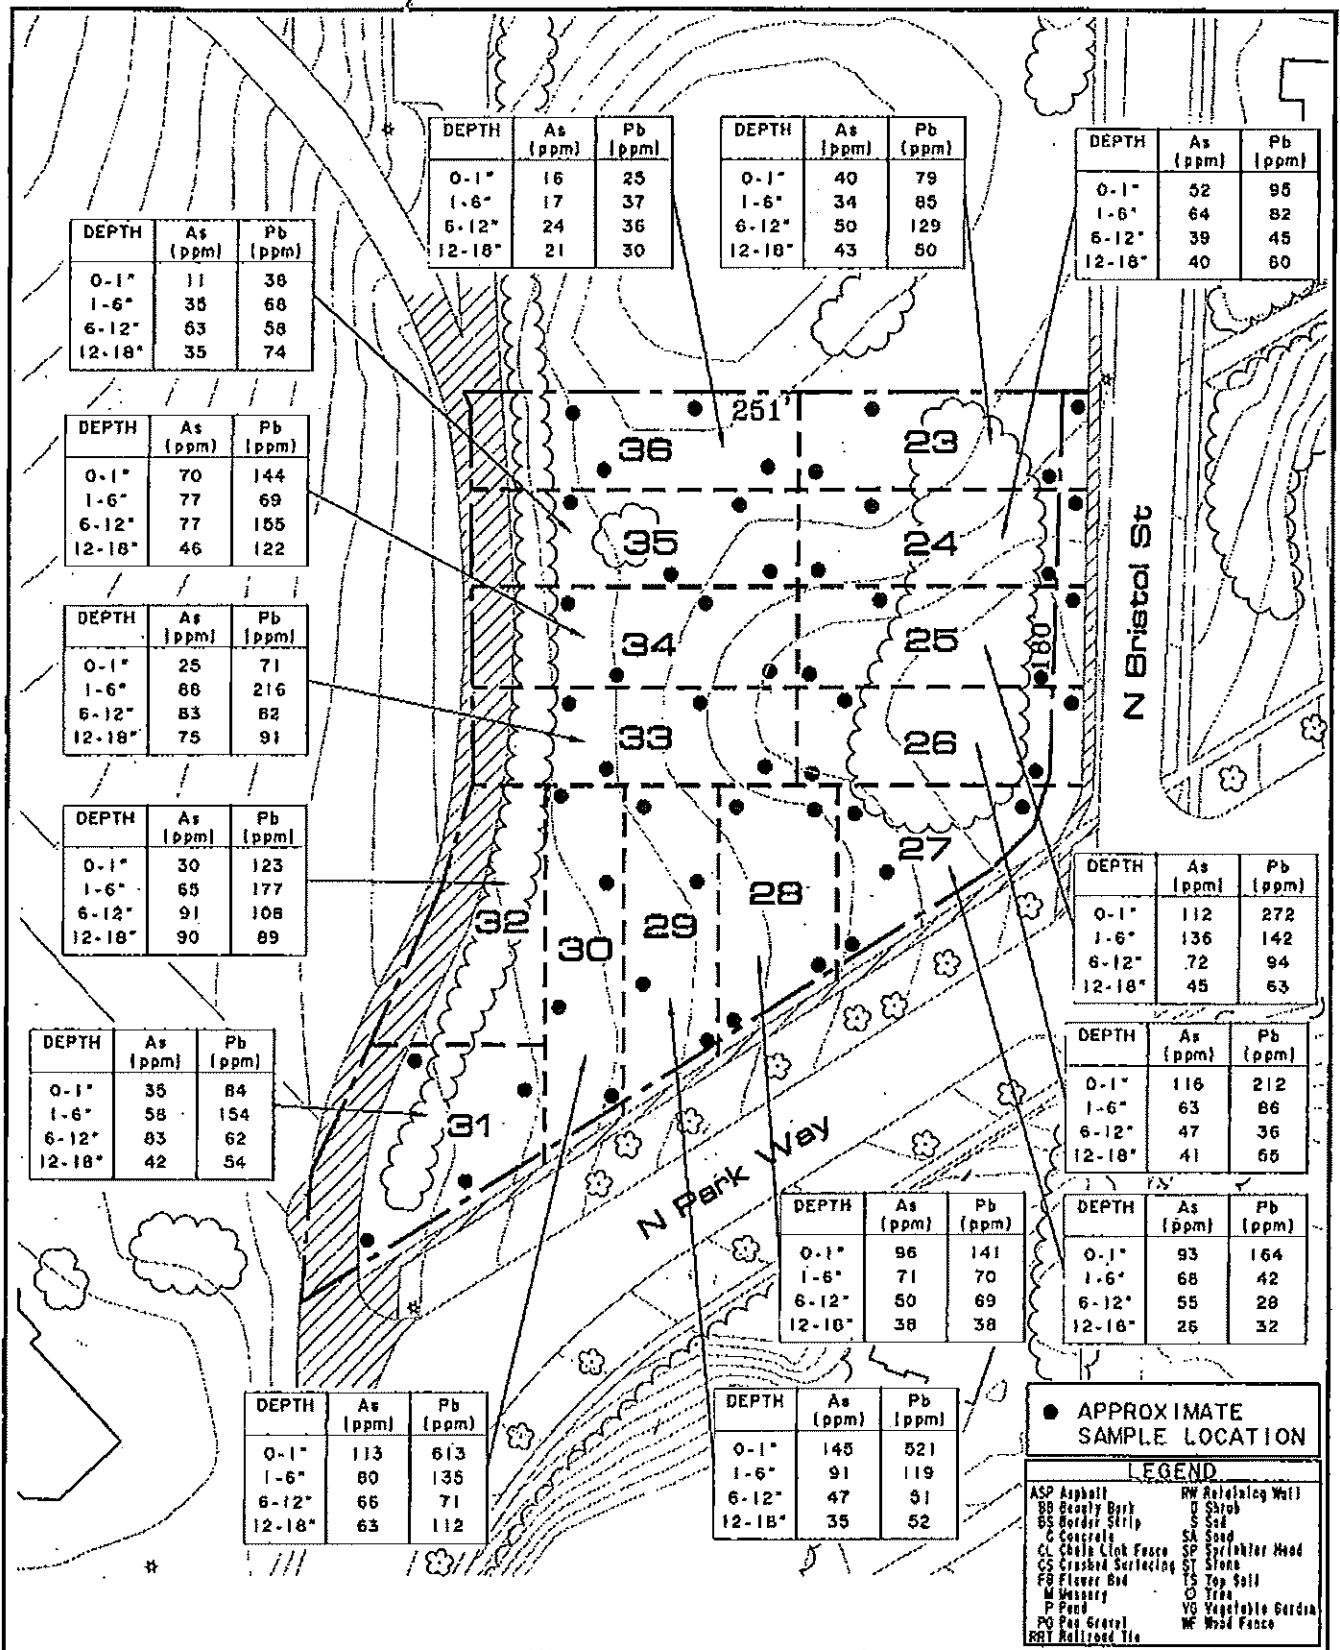 DEPTH As (ppm) Pb (ppm)
0-1" 16 25
1-6" 17 37
6-12" 24 36
12-18" 21 30
DEPTH As (ppm) Pb (ppm)
0-1" 40 79
1-6" 34 85
6-12" 50 129
12-18" 43 50
DEPTH As (ppm) Pb (ppm)
0-1" 52 95
1-6" 64 82
6-12" 39 45
12-18" 40 60
DEPTH As (ppm) Pb (ppm)
0-1" 11 38
1-6" 35 68
6-12" 63 58
12-18" 35 74
DEPTH As (ppm) Pb (ppm)
0-1" 70 144
1-6" 77 69
6-12" 77 155
12-18" 46 122
DEPTH As (ppm) Pb (ppm)
0-1" 25 71
1-6" 88 216
6-12" 83 62
12-18" 75 91
DEPTH As (ppm) Pb (ppm)
0-1" 30 123
1-6" 65 177
6-12" 91 108
12-18" 90 89
DEPTH As (ppm) Pb (ppm)
0-1" 35 84
1-6" 58 154
6-12" 83 62
12-18" 42 54
251'
36 23
35 24
34 25
180
33 26
27
32 30 29 28
31
N Bristol St
N Park Way
DEPTH As (ppm) Pb (ppm)
0-1" 112 272
1-6" 136 142
6-12" 72 94
12-18" 45 63
DEPTH As (ppm) Pb (ppm)
0-1" 116 212
1-6" 63 86
6-12" 47 36
12-18" 41 55
DEPTH As (ppm) Pb (ppm)
0-1" 96 141
1-6" 71 70
6-12" 50 69
12-18" 38 38
DEPTH As (ppm) Pb (ppm)
0-1" 93 164
1-6" 68 42
6-12" 55 28
12-18" 26 32
DEPTH As (ppm) Pb (ppm)
0-1" 113 613
1-6" 80 135
6-12" 66 71
12-18" 63 112
DEPTH As (ppm) Pb (ppm)
0-1" 145 521
1-6" 91 119
6-12" 47 51
12-18" 35 52
APPROXIMATE
SAMPLE LOCATION
LEGEND
ASP Asphalt RW Retaining Wall
BB Beauty Bark Shrub
BS Border Strip S Sod
C Concrete SA Sand
CL Chain Link Fence SP Sprinkler Head
CS Crushed Surfacing ST Stone
FB Flower Bed TS Top Soil
M Masonry Tree
P Pond VG Vegetable Garden
PG Pea Gravel WF Wood Fence
RRT Railroad Tie